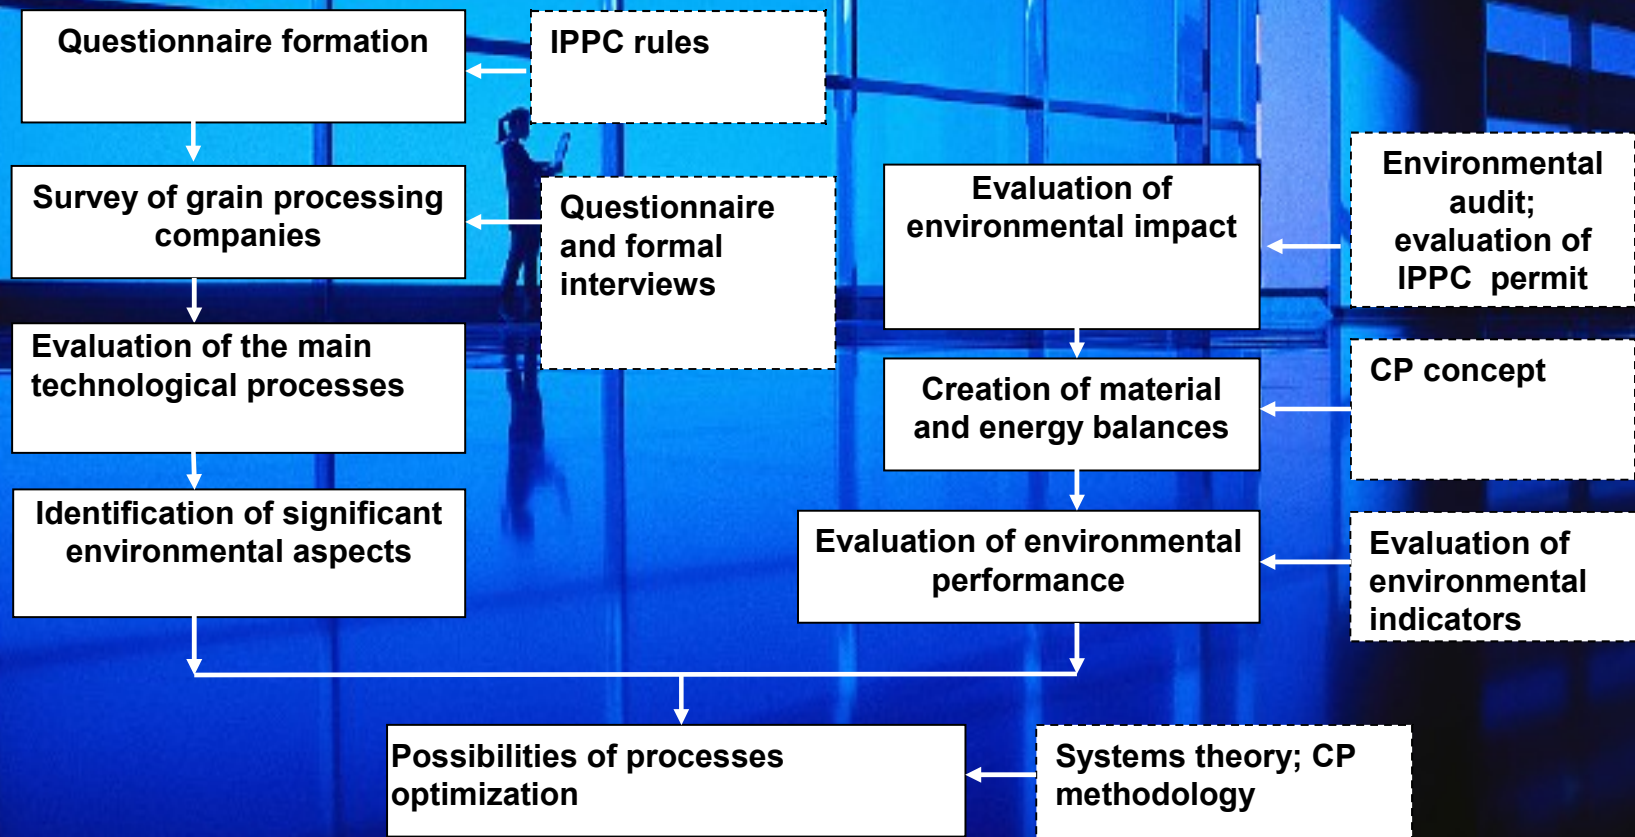 Questionnaire formation
IPPC rules
Survey of grain processing
companies
Questionnaire
and formal
interviews
Evaluation of the main
technological processes
Identification of significant
environmental aspects
Evaluation of
environmental impact
Environmental
audit;
evaluation of
IPPC permit
Creation of material
and energy balances
CP concept
Evaluation of environmental
performance
Evaluation of
environmental
indicators
Possibilities of processes
optimization
Systems theory; CP
methodology